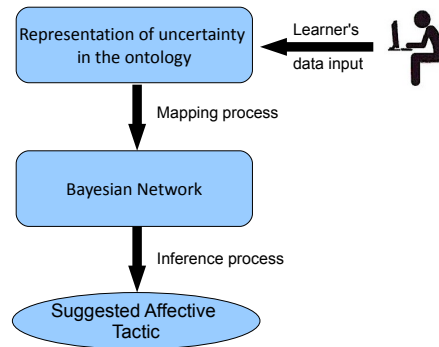 Representation of uncertainty
in the ontology
Learner's
data input
Mapping process
Bayesian Network
Inference process
Suggested Affective
Tactic